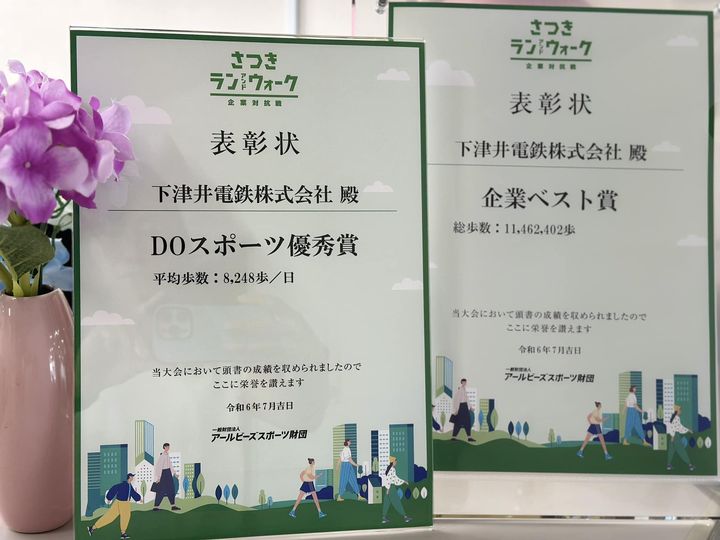 さつき
ランアンドウォーク
企業対抗戦
表彰状
下津井電鉄株式会社 殿
DOスポーツ優秀賞
平均歩数：8,248歩／日
当大会において頭書の成績を収められましたので
ここに栄誉を讃えます
令和6年7月吉日
一般財団法人
アールビーズスポーツ財団
さつき
ランアンドウォーク
企業対抗戦
表彰状
下津井電鉄株式会社 殿
企業ベスト賞
総歩数：11,462,402歩
当大会において頭書の成績を収められましたので
ここに栄誉を讃えます
令和6年7月吉日
一般財団法人
アールビーズスポーツ財団